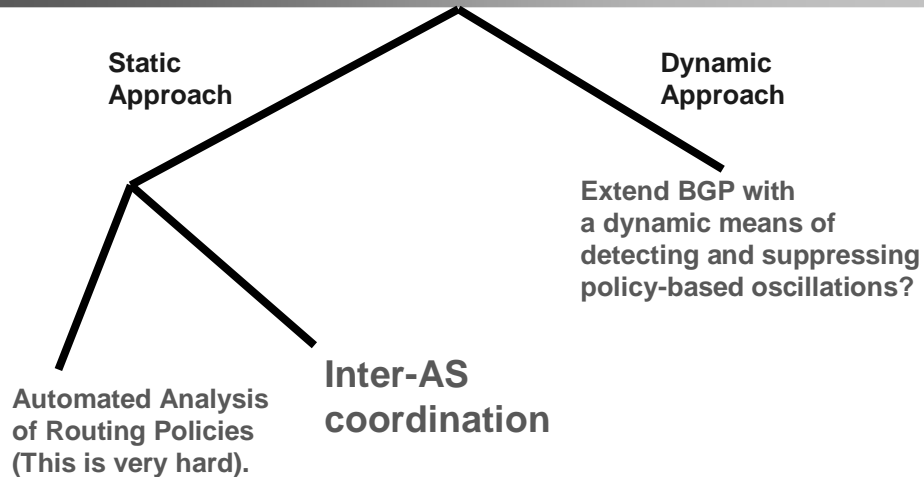 Static
Approach
Dynamic
Approach
Extend BGP with
a dynamic means of
detecting and suppressing
policy-based oscillations?
Inter-AS
coordination
Automated Analysis
of Routing Policies
(This is very hard).